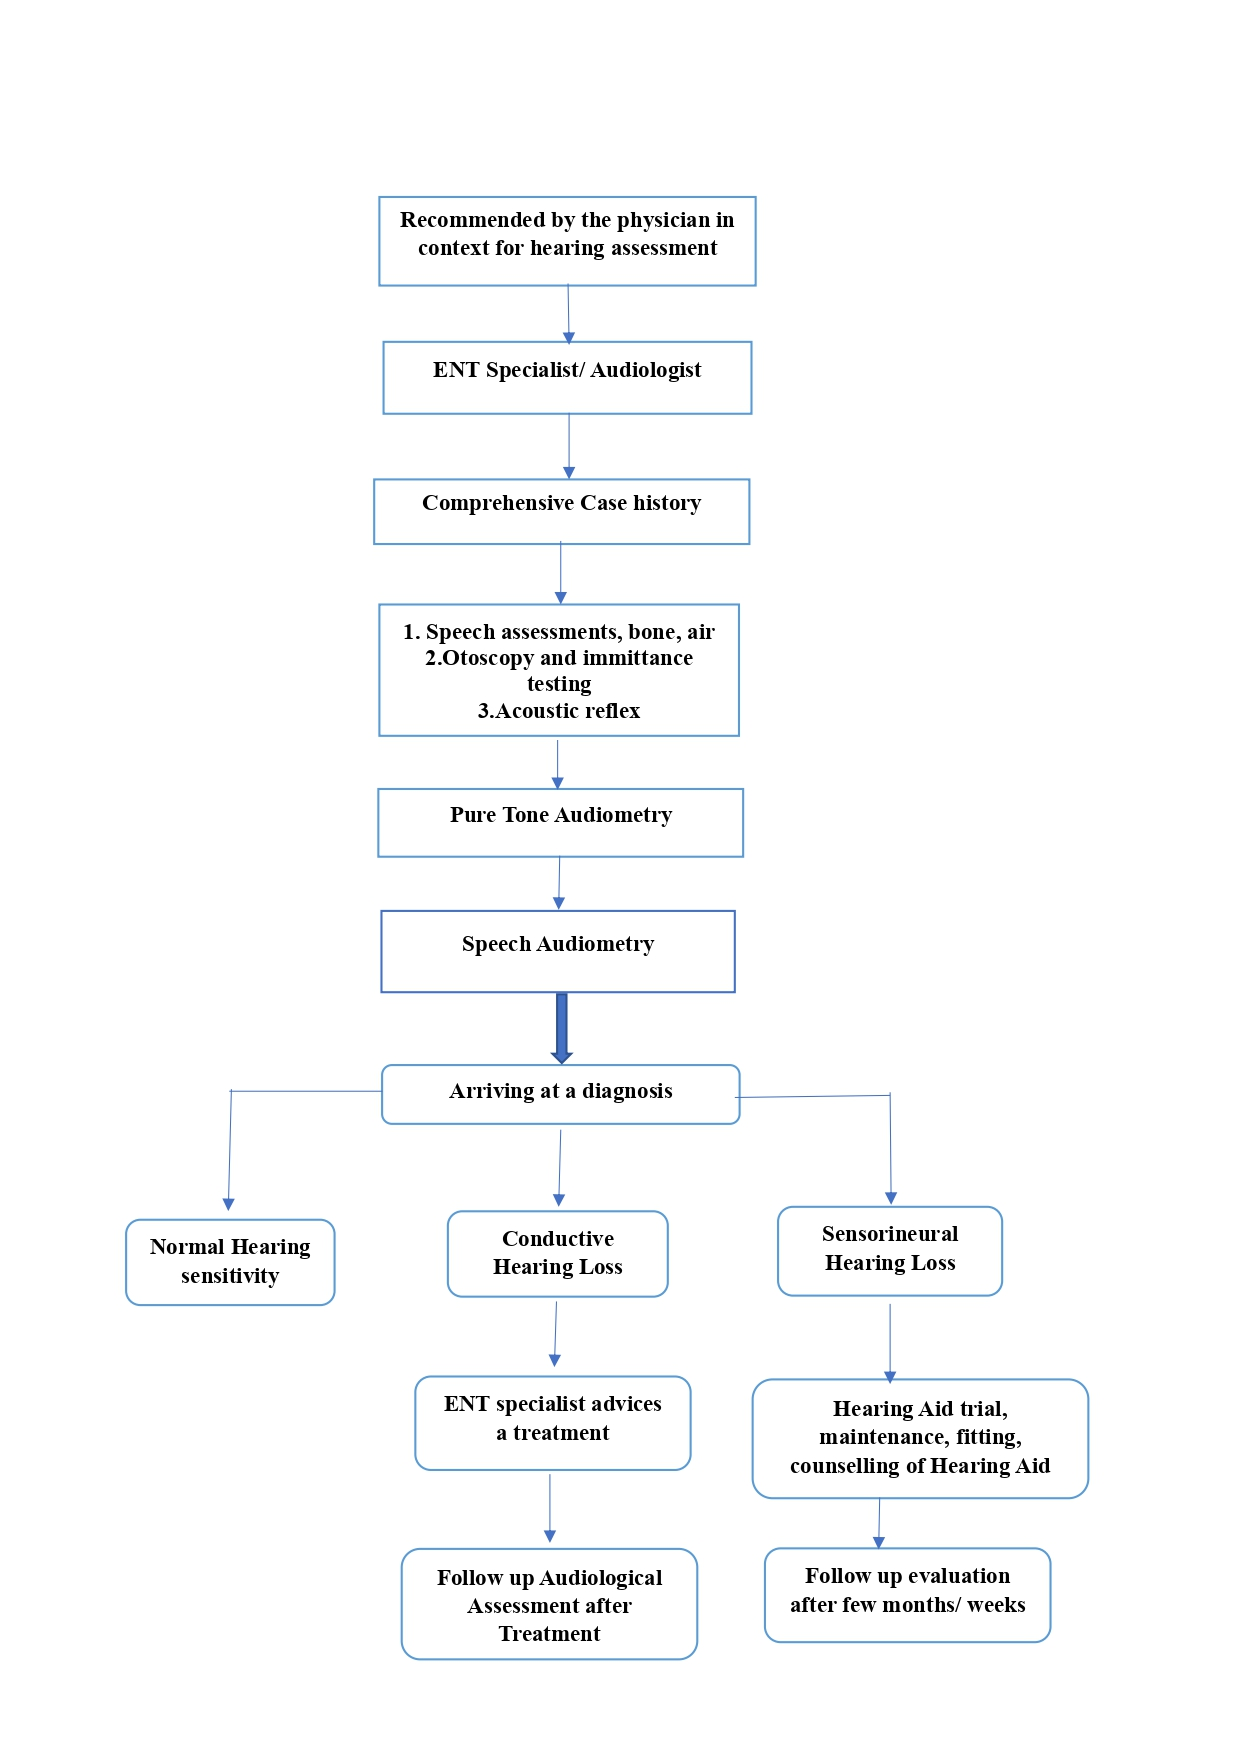 Recommended by the physician in
context for hearing assessment
ENT Specialist/ Audiologist
Comprehensive Case history
1. Speech assessments, bone, air
2.Otoscopy and immittance
testing
3.Acoustic reflex
Pure Tone Audiometry
Speech Audiometry
Arriving at a diagnosis
Normal Hearing
sensitivity
Conductive
Hearing Loss
Sensorineural
Hearing Loss
ENT specialist advices
a treatment
Hearing Aid trial,
maintenance, fitting,
counselling of Hearing Aid
Follow up Audiological
Assessment after
Treatment
Follow up evaluation
after few months/ weeks